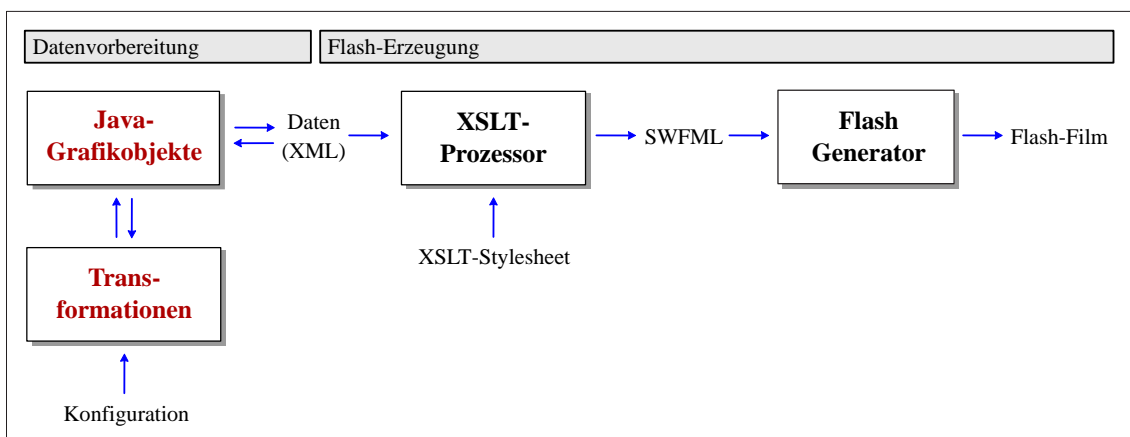 Datenvorbereitung
Flash-Erzeugung
Java-
Grafikobjekte
Daten
(XML)
XSLT-
Prozessor
SWFML
Flash
Generator
Flash-Film
XSLT-Stylesheet
Trans-
formationen
Konfiguration